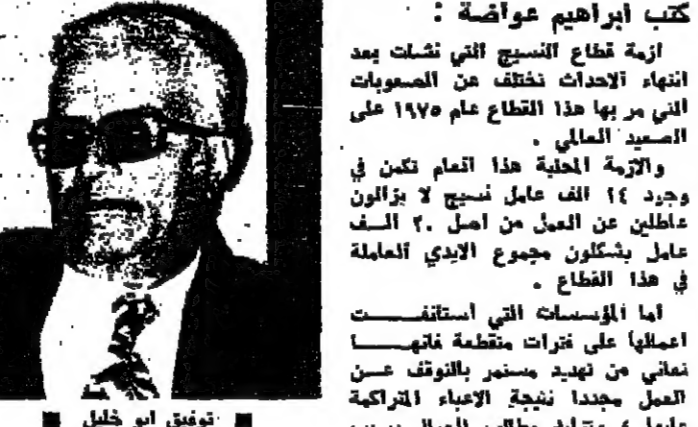 كتب ابراهيم عواضة :
ازمة قطاع النسيج التي نشات بعد
انتهاء الاحداث تختلف عن الصعوبات
التي مر بها هذا القطاع عام ١٩٧٥ على
الصعيد العالمي .
والازمة المحلية هذا العام تكمن في
وجود ١٤ الف عامل نسيج لا يزالون
عاطلين عن العمل من اصل ٢٠ الف
عامل يشكلون مجموع الايدي العاملة
في هذا القطاع .
اما المؤسسات التي استأنفت
اعمالها على فترات متقطعة فانها
تعاني من تهديد مستمر بالتوقف عن
العمل مجددا نتيجة الاعباء المتراكمة
عليها
توفيق ابو خليل